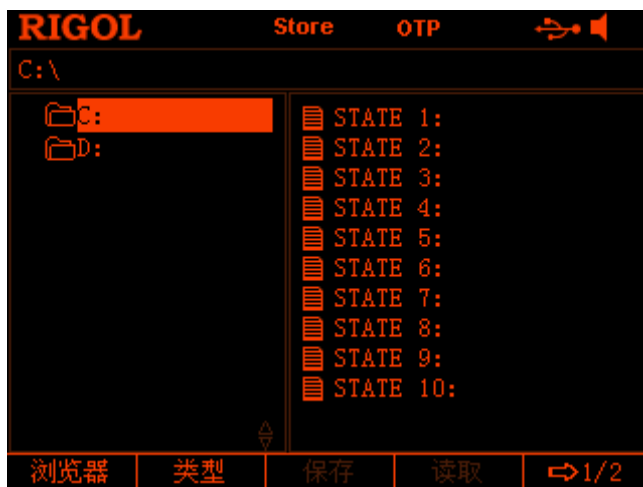 RIGOL Store OTP
C:\
C:
D:
STATE 1:
STATE 2:
STATE 3:
STATE 4:
STATE 5:
STATE 6:
STATE 7:
STATE 8:
STATE 9:
STATE 10:
浏览器 类型 保存 读取 ⇨1/2